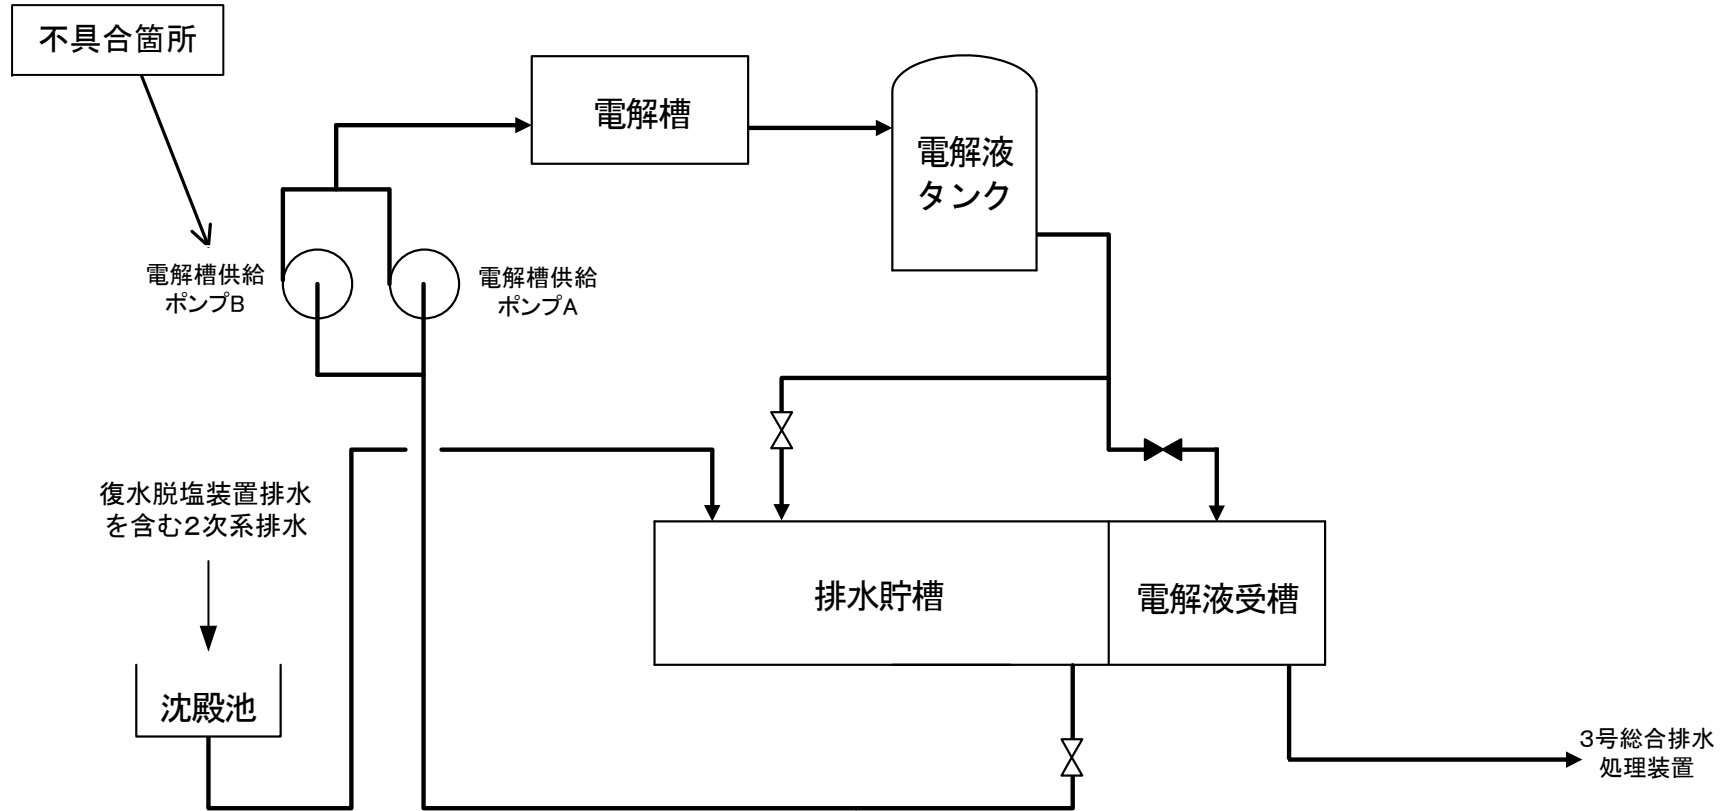 不具合箇所
電解槽
電解液
タンク
電解槽供給
ポンプB
電解槽供給
ポンプA
復水脱塩装置排水
を含む2次系排水
排水貯槽
電解液受槽
沈殿池
3号総合排水
処理装置